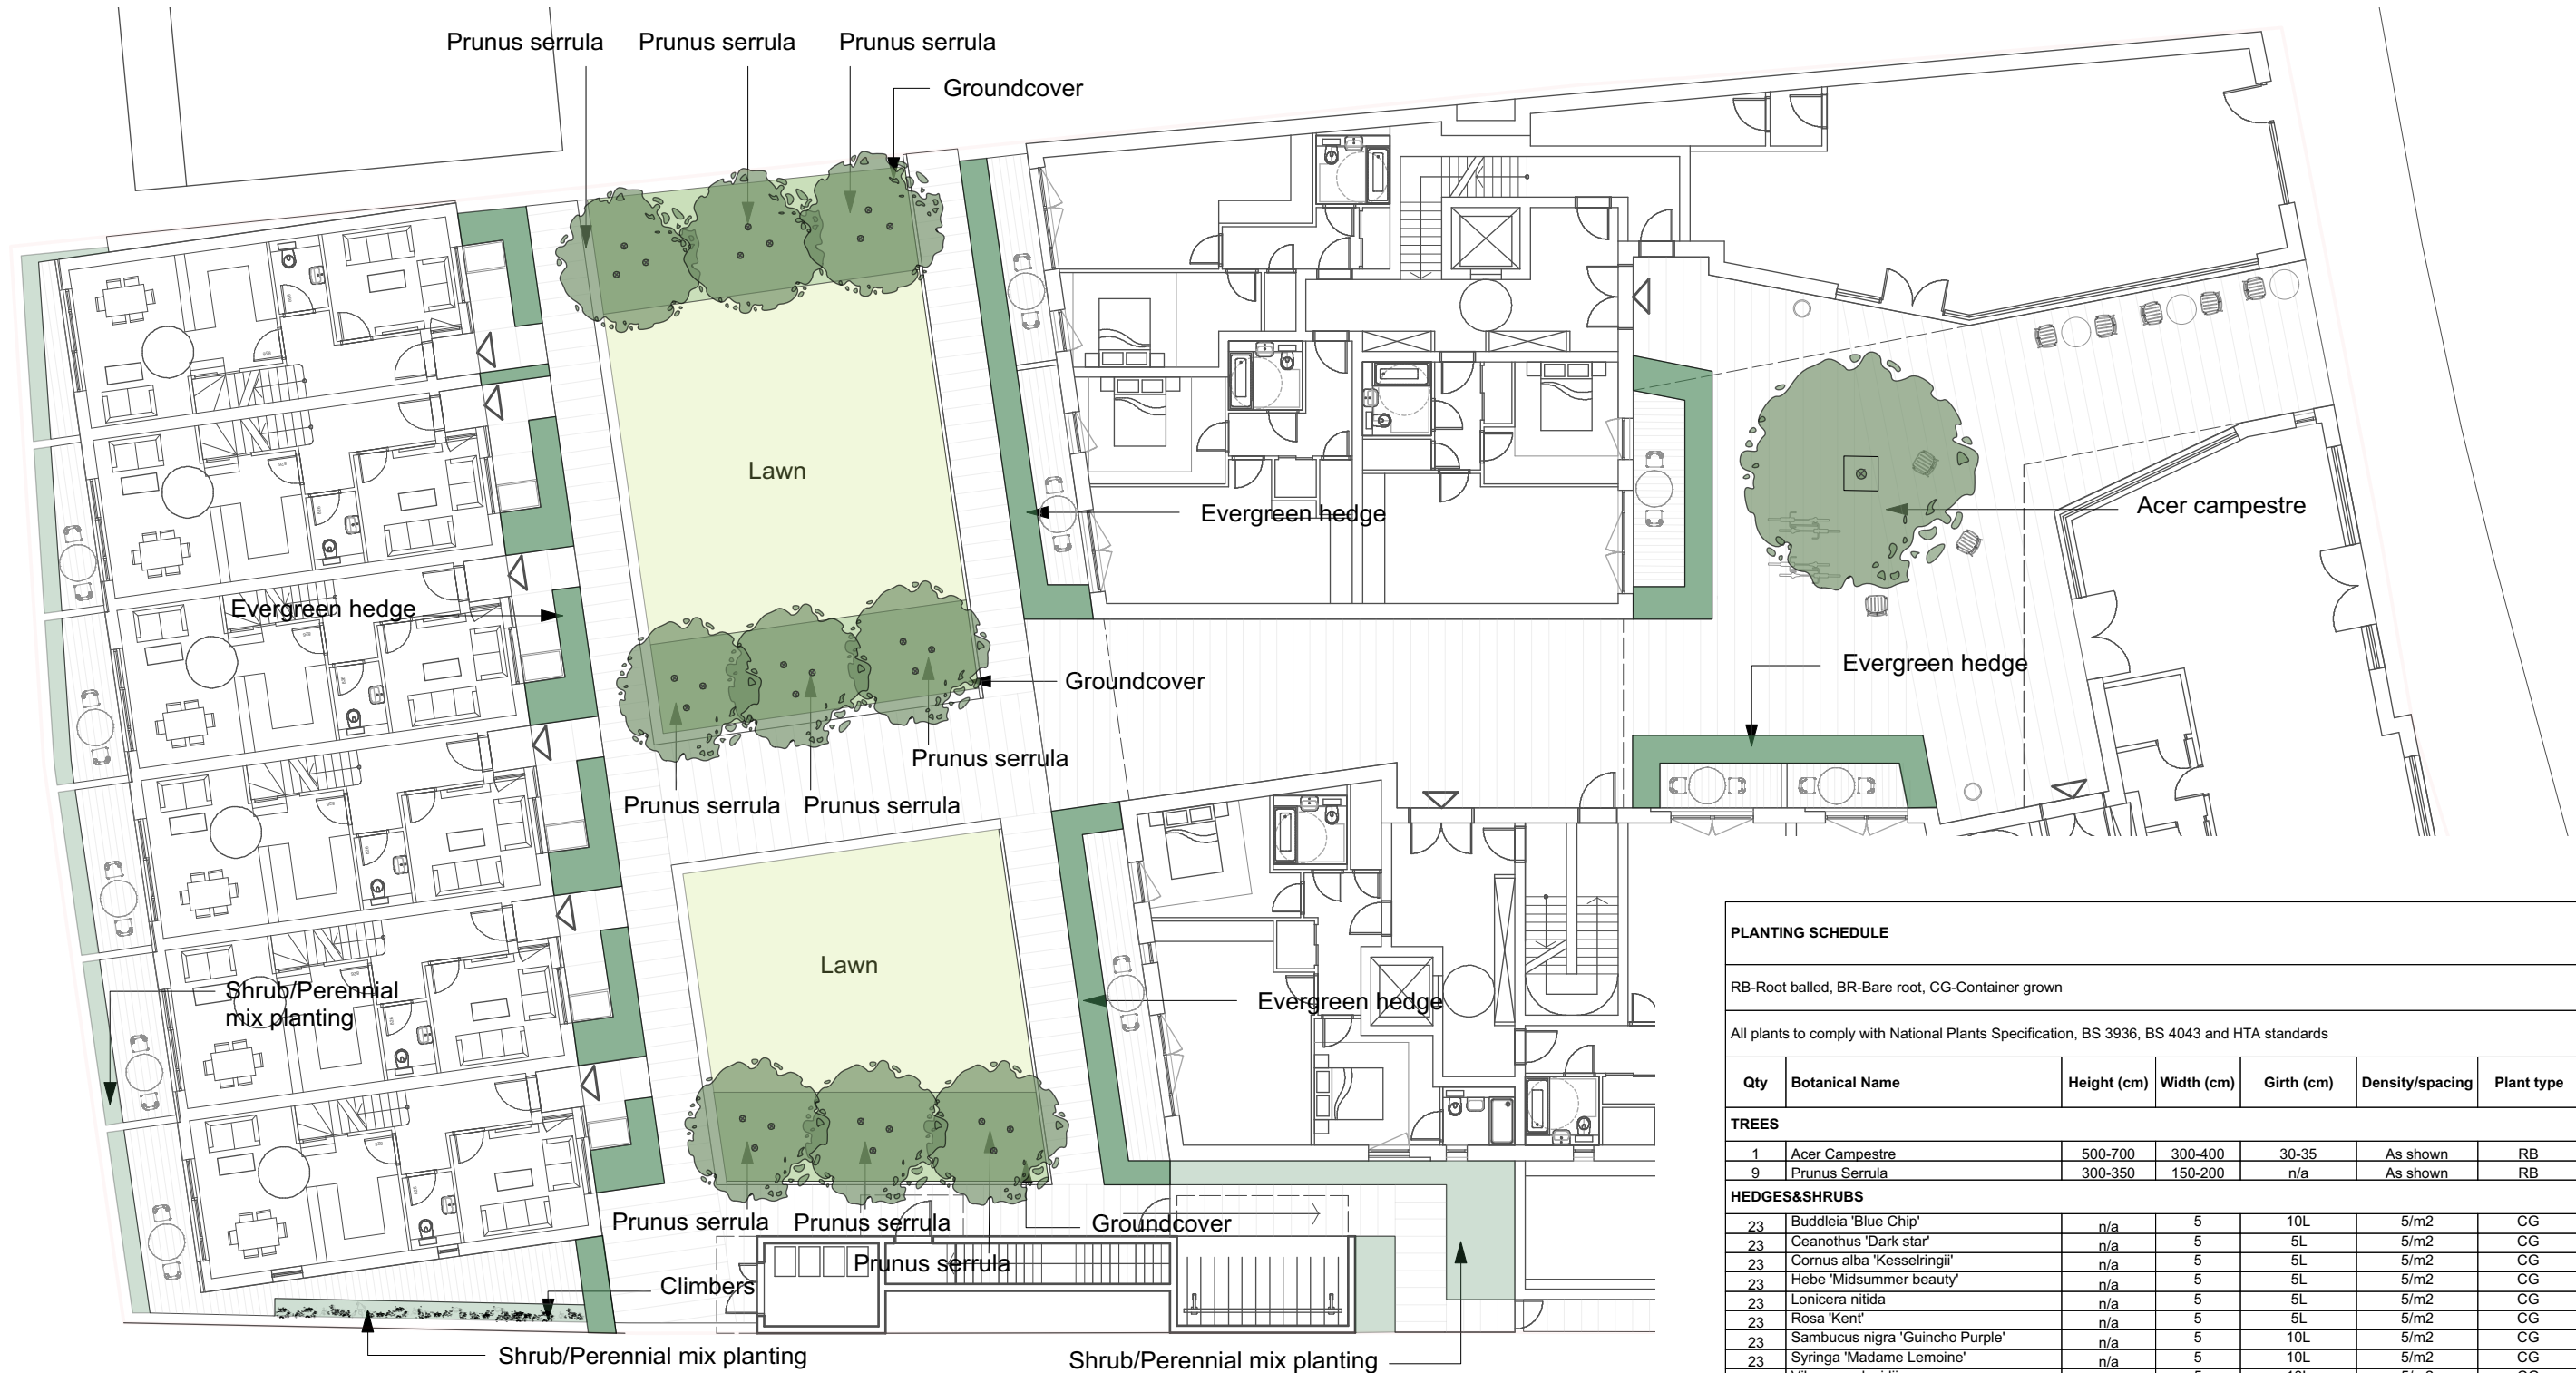 Prunus serrula Prunus serrula Prunus serrula
Groundcover
Lawn
Evergreen hedge
Acer campestre
Evergreen hedge
Evergreen hedge
Groundcover
Prunus serrula
Prunus serrula Prunus serrula
Lawn
Shrub/Perennial
mix planting
Evergreen hedge
Prunus serrula Prunus serrula
Groundcover
Prunus serrula
Climbers
Shrub/Perennial mix planting
Shrub/Perennial mix planting
PLANTING SCHEDULE
RB-Root balled, BR-Bare root, CG-Container grown
All plants to comply with National Plants Specification, BS 3936, BS 4043 and HTA standards
Qty Botanical Name Height (cm) Width (cm) Girth (cm) Density/spacing Plant type
TREES
1 Acer Campestre 500-700 300-400 30-35 As shown RB
9 Prunus Serrula 300-350 150-200 n/a As shown RB
HEDGES&SHRUBS
23 Buddleia 'Blue Chip' n/a 5 10L 5/m2 CG
23 Ceanothus 'Dark star' n/a 5 5L 5/m2 CG
23 Cornus alba 'Kesselringii' n/a 5 5L 5/m2 CG
23 Hebe 'Midsummer beauty' n/a 5 5L 5/m2 CG
23 Lonicera nitida n/a 5 5L 5/m2 CG
23 Rosa 'Kent' n/a 5 5L 5/m2 CG
23 Sambucus nigra 'Guincho Purple' n/a 5 10L 5/m2 CG
23 Syringa 'Madame Lemoine' n/a 5 10L 5/m2 CG